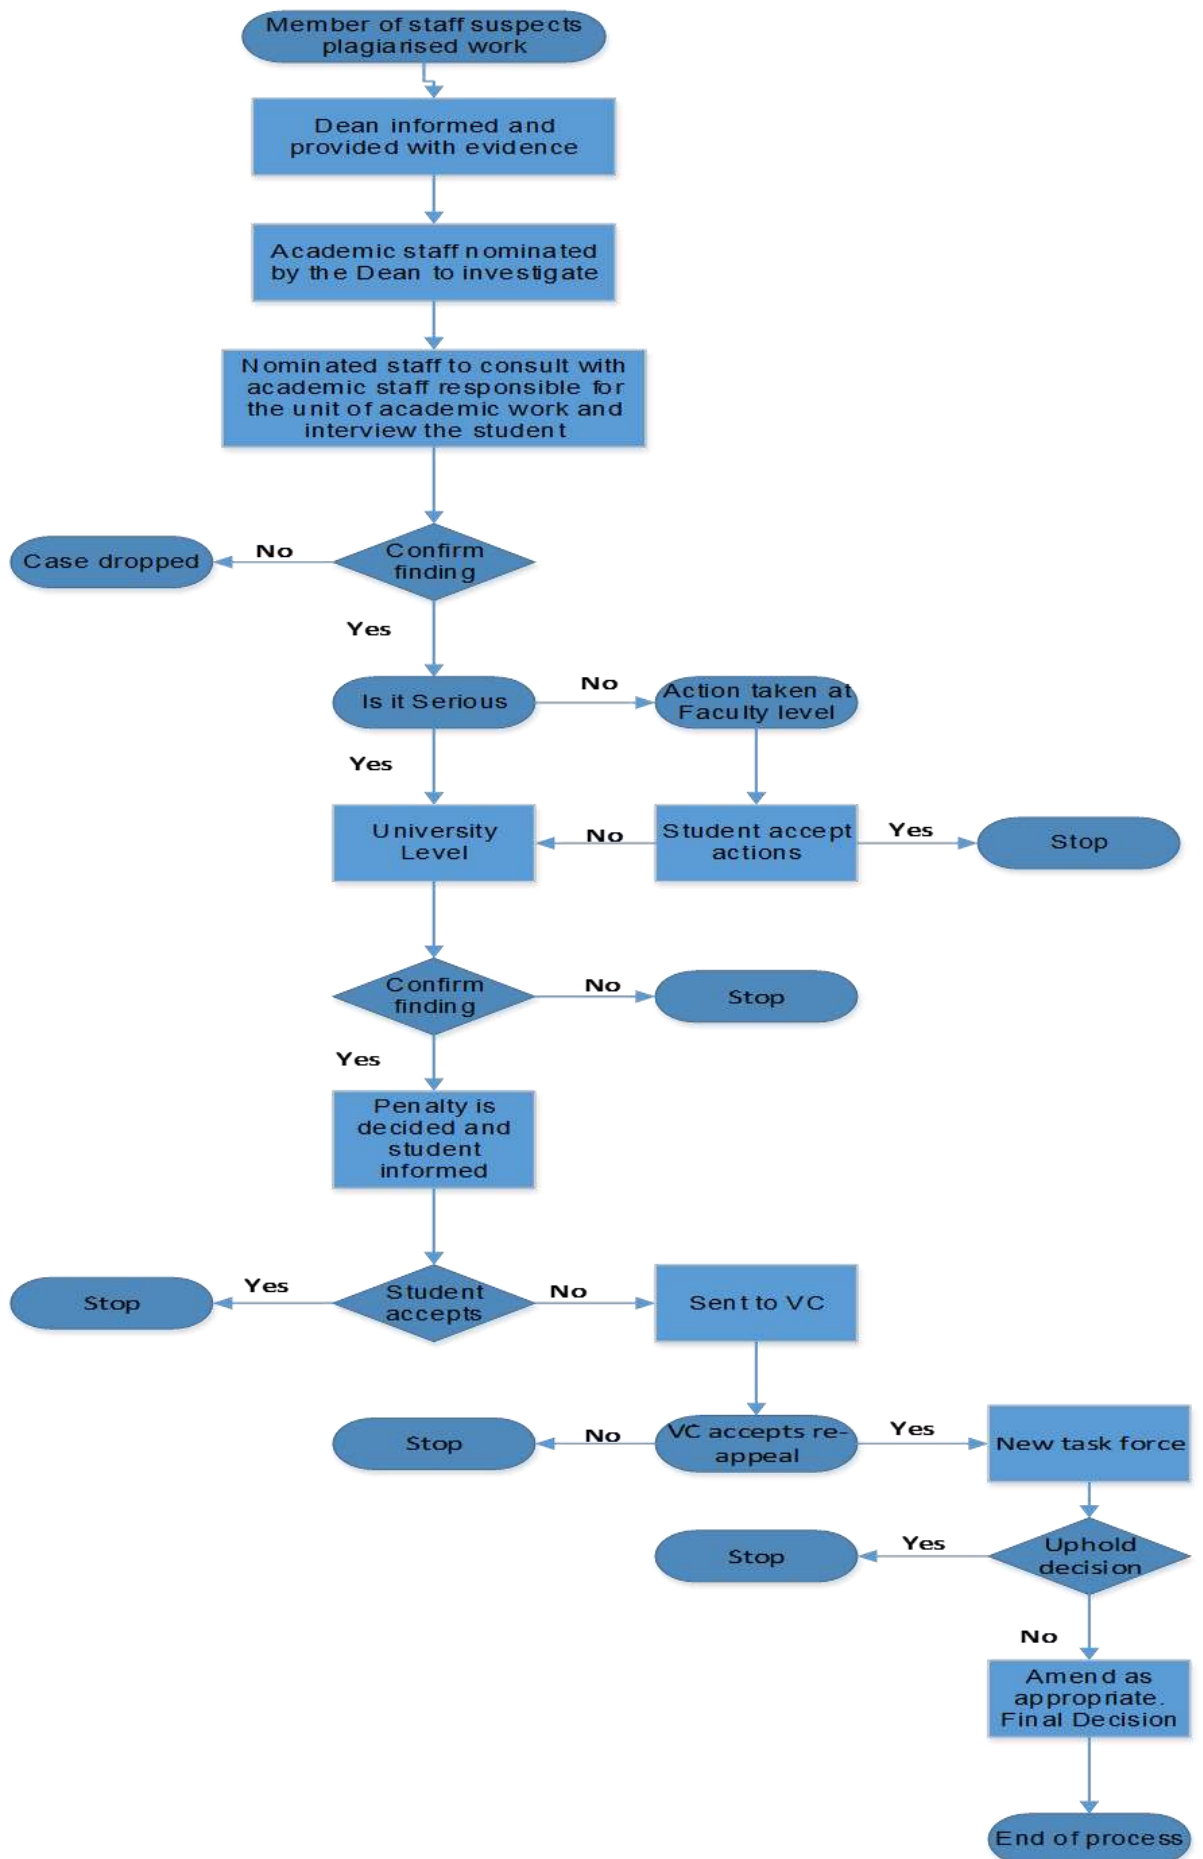 Member of staff suspects
plagiarised work
Dean informed and
provided with evidence
Academic staff nominated
by the Dean to investigate
Nominated staff to consult with
academic staff responsible for
the unit of academic work and
interview the student
Case dropped
No
Confirm
finding
Yes
Is it Serious
No
Action taken at
Faculty level
Yes
University
Level
No
Student accept
actions
Yes
Stop
Confirm
finding
No
Stop
Yes
Penalty is
decided and
student
informed
Stop
Yes
Student
accepts
No
Sent to VC
Stop
No
VC accepts re-
appeal
Yes
New task force
Stop
Yes
Uphold
decision
No
Amend as
appropriate.
Final Decision
End of process